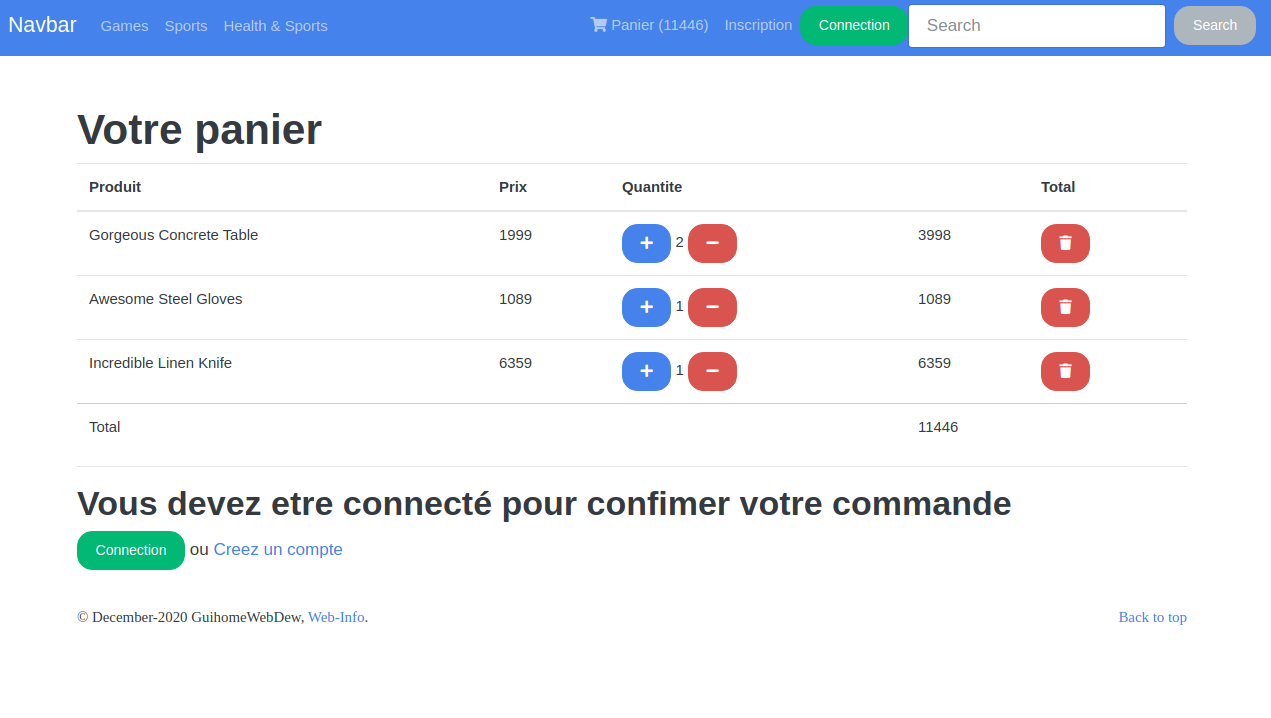 Navbar Games Sports Health & Sports Panier (11446) Inscription Connection Search Search
Votre panier
Produit Prix Quantite Total
Gorgeous Concrete Table 1999 + 2 − 3998
Awesome Steel Gloves 1089 + 1 − 1089
Incredible Linen Knife 6359 + 1 − 6359
Total 11446
Vous devez etre connecté pour confimer votre commande
Connection ou Creez un compte
© December-2020 GuihomeWebDew, Web-Info. Back to top